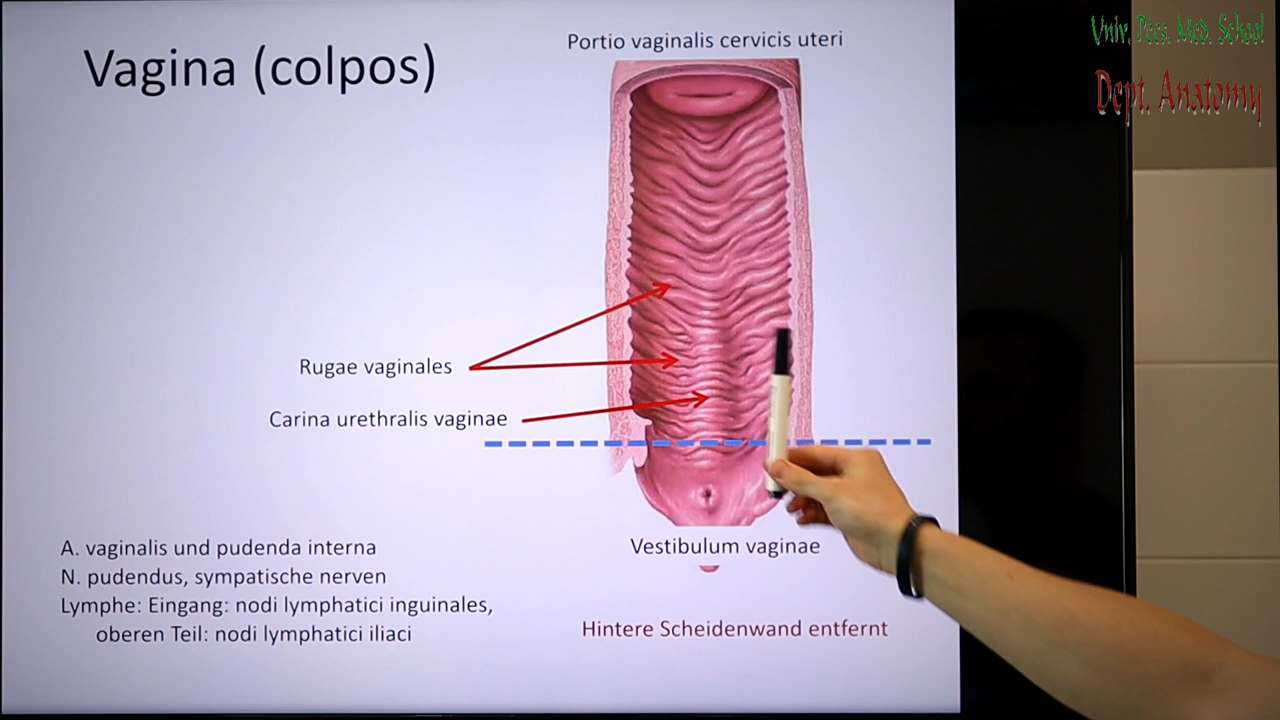 Vagina (colpos)
Portio vaginalis cervicis uteri
Univ. Pécs. Med. School
Dept. Anatomy
Rugae vaginales
Carina urethralis vaginae
A. vaginalis und pudenda interna
N. pudendus, sympatische nerven
Lymphe: Eingang: nodi lymphatici inguinales,
oberen Teil: nodi lymphatici iliaci
Vestibulum vaginae
Hintere Scheidenwand entfernt